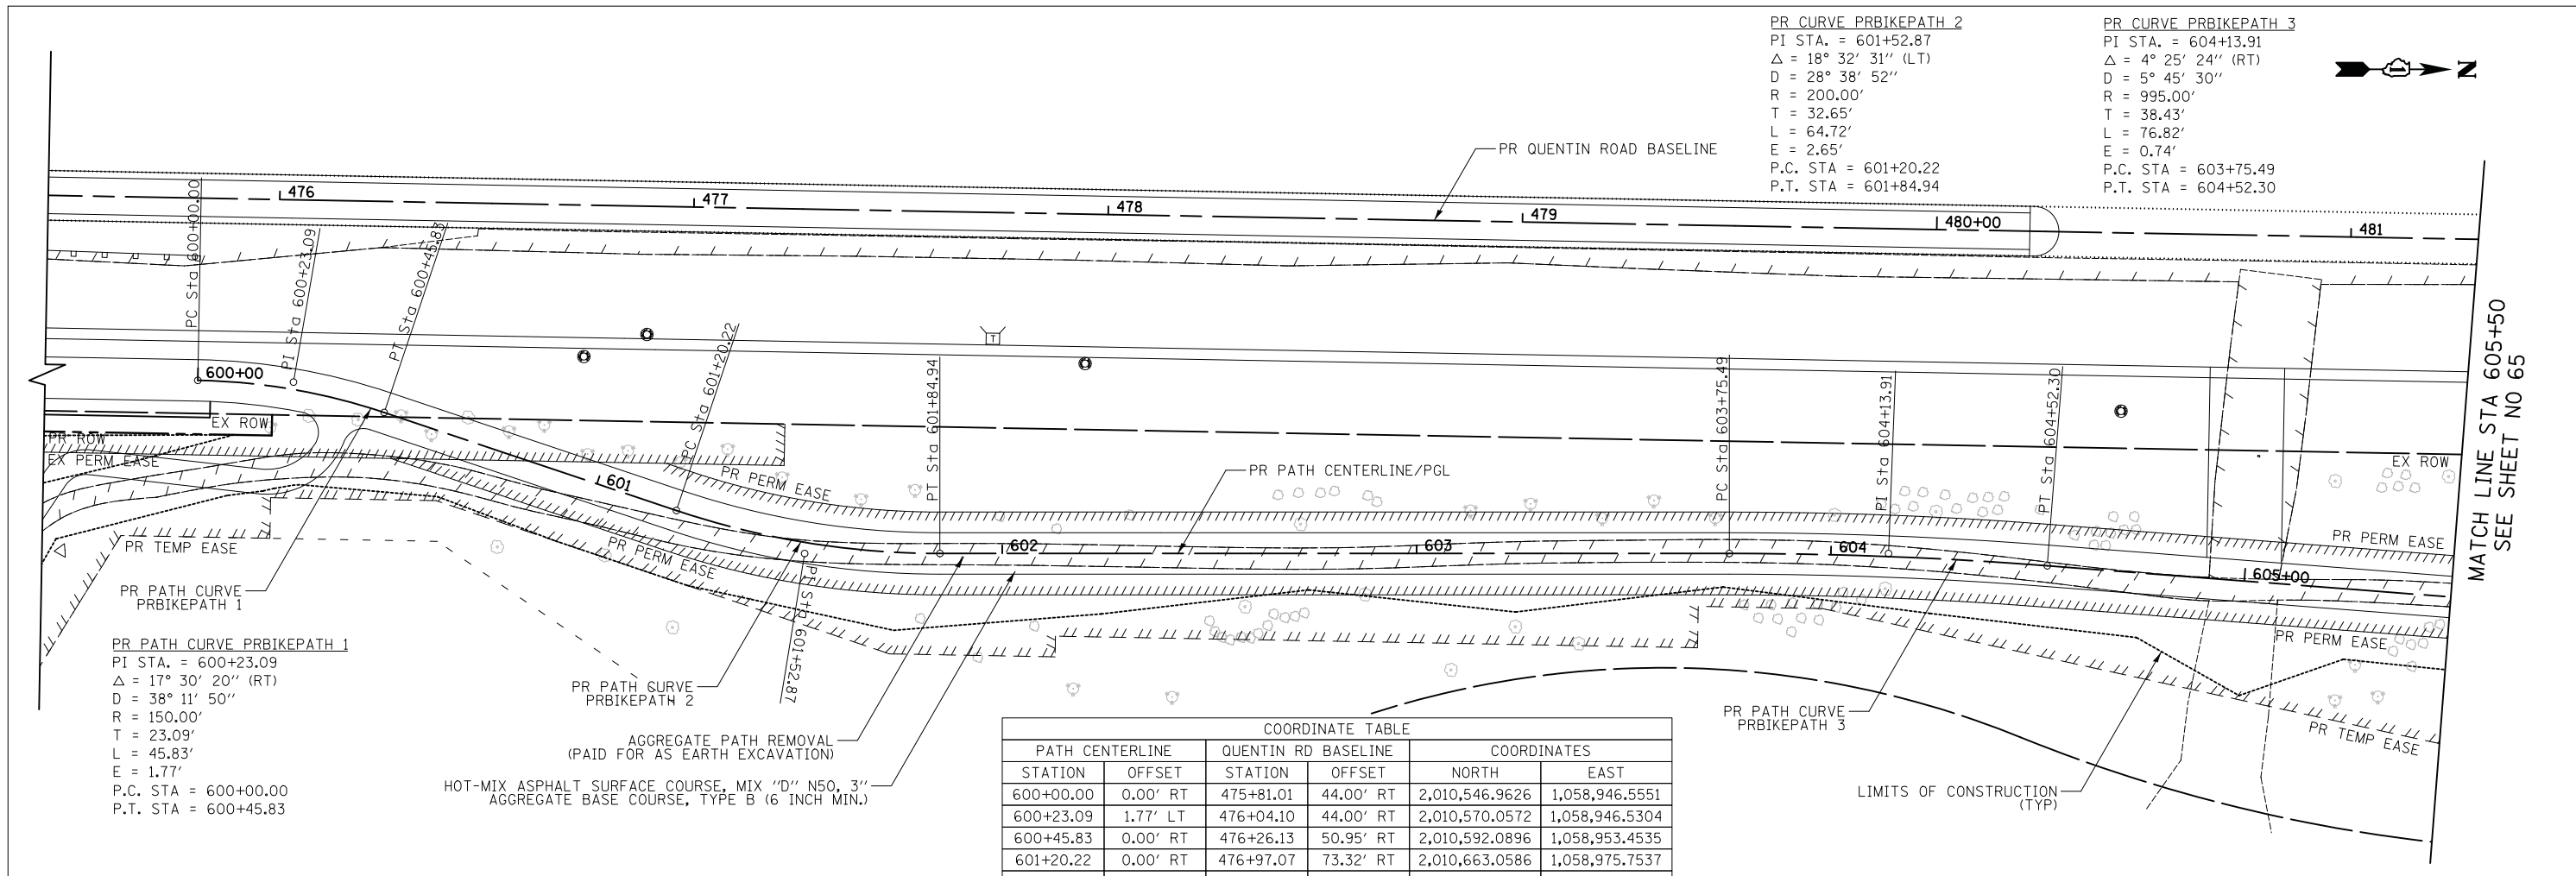 PR CURVE PRBIKEPATH 2
PI STA. = 601+52.87
Δ = 18° 32' 31'' (LT)
D = 28° 38' 52''
R = 200.00'
T = 32.65'
L = 64.72'
E = 2.65'
P.C. STA = 601+20.22
P.T. STA = 601+84.94
PR CURVE PRBIKEPATH 3
PI STA. = 604+13.91
Δ = 4° 25' 24'' (RT)
D = 5° 45' 30''
R = 995.00'
T = 38.43'
L = 76.82'
E = 0.74'
P.C. STA = 603+75.49
P.T. STA = 604+52.30
N
PR QUENTIN ROAD BASELINE
476
477
478
479
480+00
481
PC Sta 600+00.00
PI Sta 600+23.09
PT Sta 600+45.83
PC Sta 601+20.22
PT Sta 601+84.94
PC Sta 603+75.49
PI Sta 604+13.91
PT Sta 604+52.30
T
600+00
EX ROW
PR ROW
EX PERM EASE
PR PERM EASE
601
PR PATH CENTERLINE/PGL
EX ROW
MATCH LINE STA 605+50
SEE SHEET NO 65
PR TEMP EASE
PR PERM EASE
602
603
604
605+00
PR PERM EASE
PI Sta 601+52.87
PR PATH CURVE
PRBIKEPATH 1
PR PERM EASE
PR PATH CURVE PRBIKEPATH 1
PI STA. = 600+23.09
Δ = 17° 30' 20'' (RT)
D = 38° 11' 50''
R = 150.00'
T = 23.09'
L = 45.83'
E = 1.77'
P.C. STA = 600+00.00
P.T. STA = 600+45.83
PR PATH CURVE
PRBIKEPATH 2
AGGREGATE PATH REMOVAL
(PAID FOR AS EARTH EXCAVATION)
HOT-MIX ASPHALT SURFACE COURSE, MIX ''D'' N50, 3''
AGGREGATE BASE COURSE, TYPE B (6 INCH MIN.)
PR PATH CURVE
PRBIKEPATH 3
PR TEMP EASE
LIMITS OF CONSTRUCTION
(TYP)
COORDINATE TABLE
PATH CENTERLINE QUENTIN RD BASELINE COORDINATES
STATION OFFSET STATION OFFSET NORTH EAST
600+00.00 0.00' RT 475+81.01 44.00' RT 2,010,546.9626 1,058,946.5551
600+23.09 1.77' LT 476+04.10 44.00' RT 2,010,570.0572 1,058,946.5304
600+45.83 0.00' RT 476+26.13 50.95' RT 2,010,592.0896 1,058,953.4535
601+20.22 0.00' RT 476+97.07 73.32' RT 2,010,663.0586 1,058,975.7537